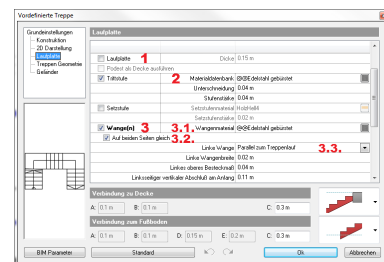 Vordefinierte Treppe
Grundeinstellungen
Konstruktion
2D Darstellung
Laufplatte
Treppen Geometrie
Geländer
Laufplatte
Laufplatte 1 Dicke 0.15 m
Podest als Decke ausführen
Trittstufe 2 Materialdatenbank @@Edelstahl gebürstet
Unterschneidung 0.04 m
Stufenstärke 0.04 m
Setzstufe Setzstufenmaterial Holz Hell4
Setzstufenstärke 0.02 m
Wange(n) 3 3.1. Wangenmaterial @@Edelstahl gebürstet
Auf beiden Seiten gleich 3.2.
Linke Wange Parallel zum Treppenlauf 3.3.
Linke Wangenbreite 0.02 m
Linkes oberes Besteckmaß 0.04 m
Linksseitiger vertikaler Abschluß am Anfang 0.11 m
Verbindung zu Decke
A: 0.1 m B: 0.1 m C: 0.3 m
Verbindung zum Fußboden
A: 0.1 m B: 0.1 m D: 0.15 m E: 0.2 m C: 0.3 m
BIM Parameter Standard Ok Abbrechen